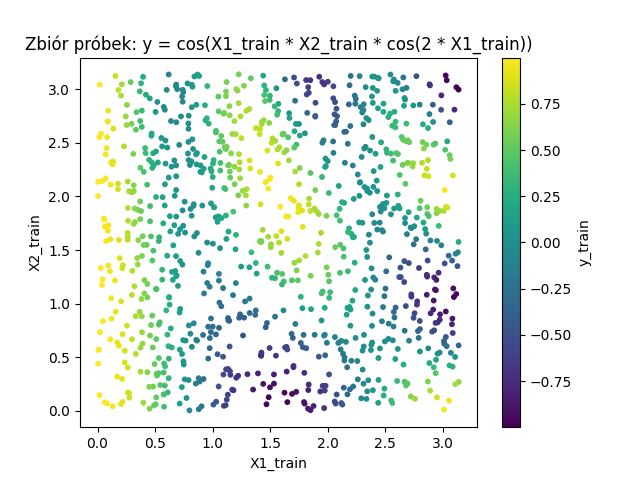 Zbiór próbek: y = cos(X1_train * X2_train * cos(2 * X1_train))
3.0
2.5
2.0
1.5
1.0
0.5
0.0
X2_train
0.0 0.5 1.0 1.5 2.0 2.5 3.0
X1_train
0.75
0.50
0.25
0.00
−0.25
−0.50
−0.75
y_train